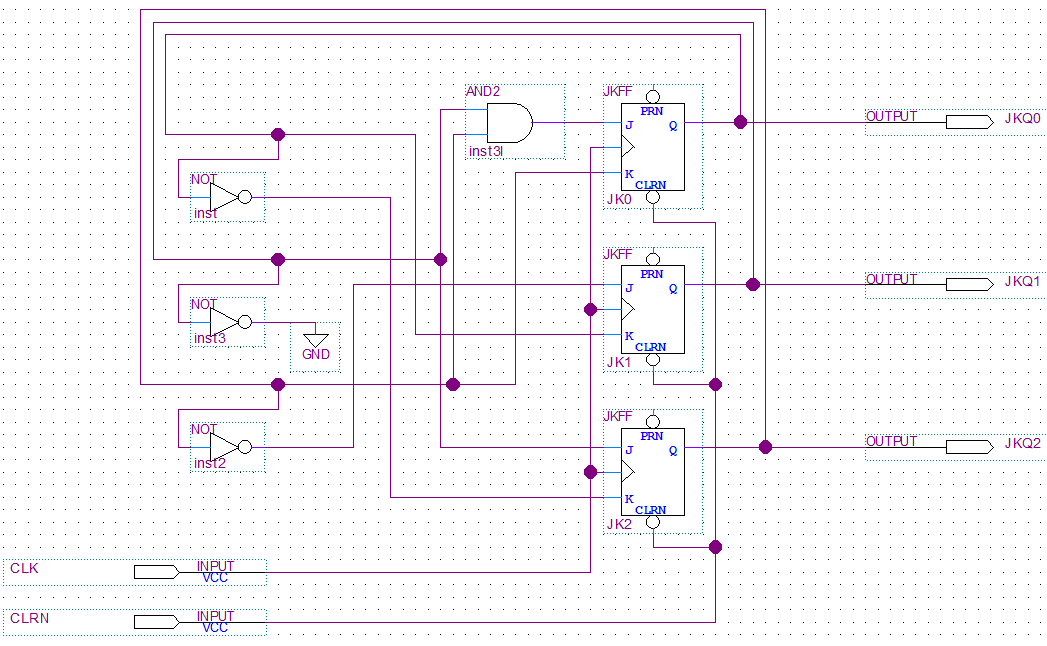 AND2
inst3
JKFF
PRN
J
Q
K
CLRN
JK0
OUTPUT
JKQ0
NOT
inst
JKFF
PRN
J
Q
K
CLRN
JK1
OUTPUT
JKQ1
NOT
inst3
GND
JKFF
PRN
J
Q
K
CLRN
JK2
OUTPUT
JKQ2
NOT
inst2
CLK
INPUT
VCC
CLRN
INPUT
VCC